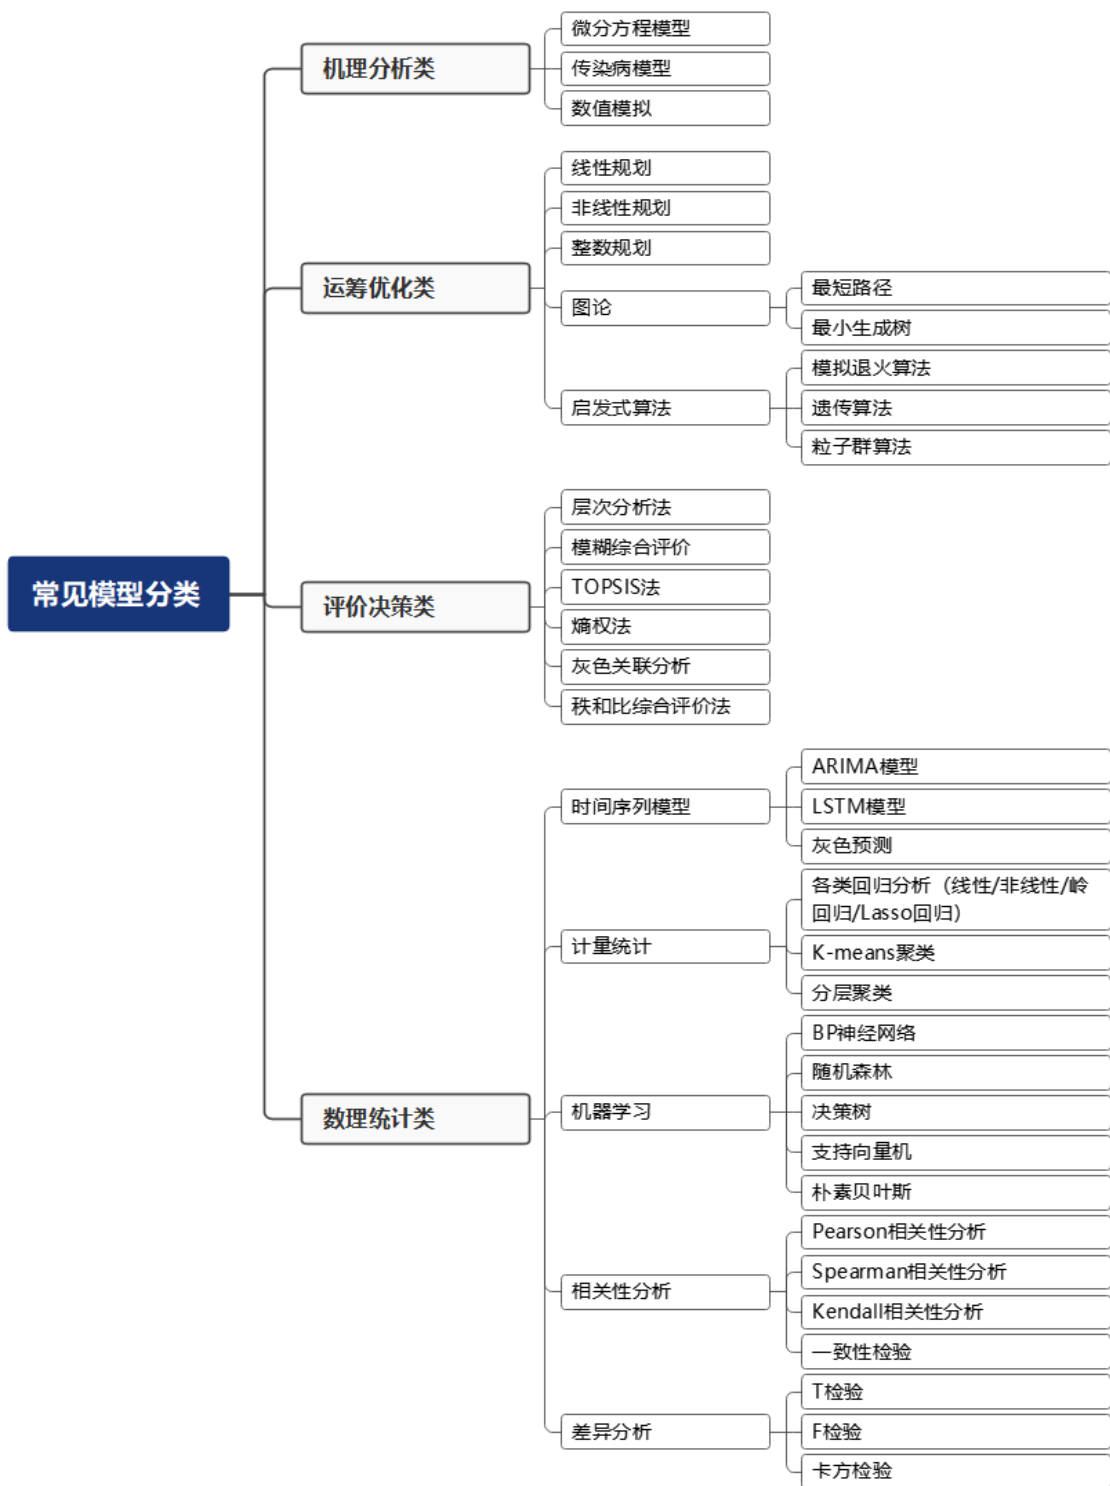 常见模型分类
机理分析类
微分方程模型
传染病模型
数值模拟
运筹优化类
线性规划
非线性规划
整数规划
图论
最短路径
最小生成树
启发式算法
模拟退火算法
遗传算法
粒子群算法
评价决策类
层次分析法
模糊综合评价
TOPSIS法
熵权法
灰色关联分析
秩和比综合评价法
数理统计类
时间序列模型
ARIMA模型
LSTM模型
灰色预测
计量统计
各类回归分析（线性/非线性/岭
回归/Lasso回归）
K-means聚类
分层聚类
机器学习
BP神经网络
随机森林
决策树
支持向量机
朴素贝叶斯
相关性分析
Pearson相关性分析
Spearman相关性分析
Kendall相关性分析
一致性检验
差异分析
T检验
F检验
卡方检验